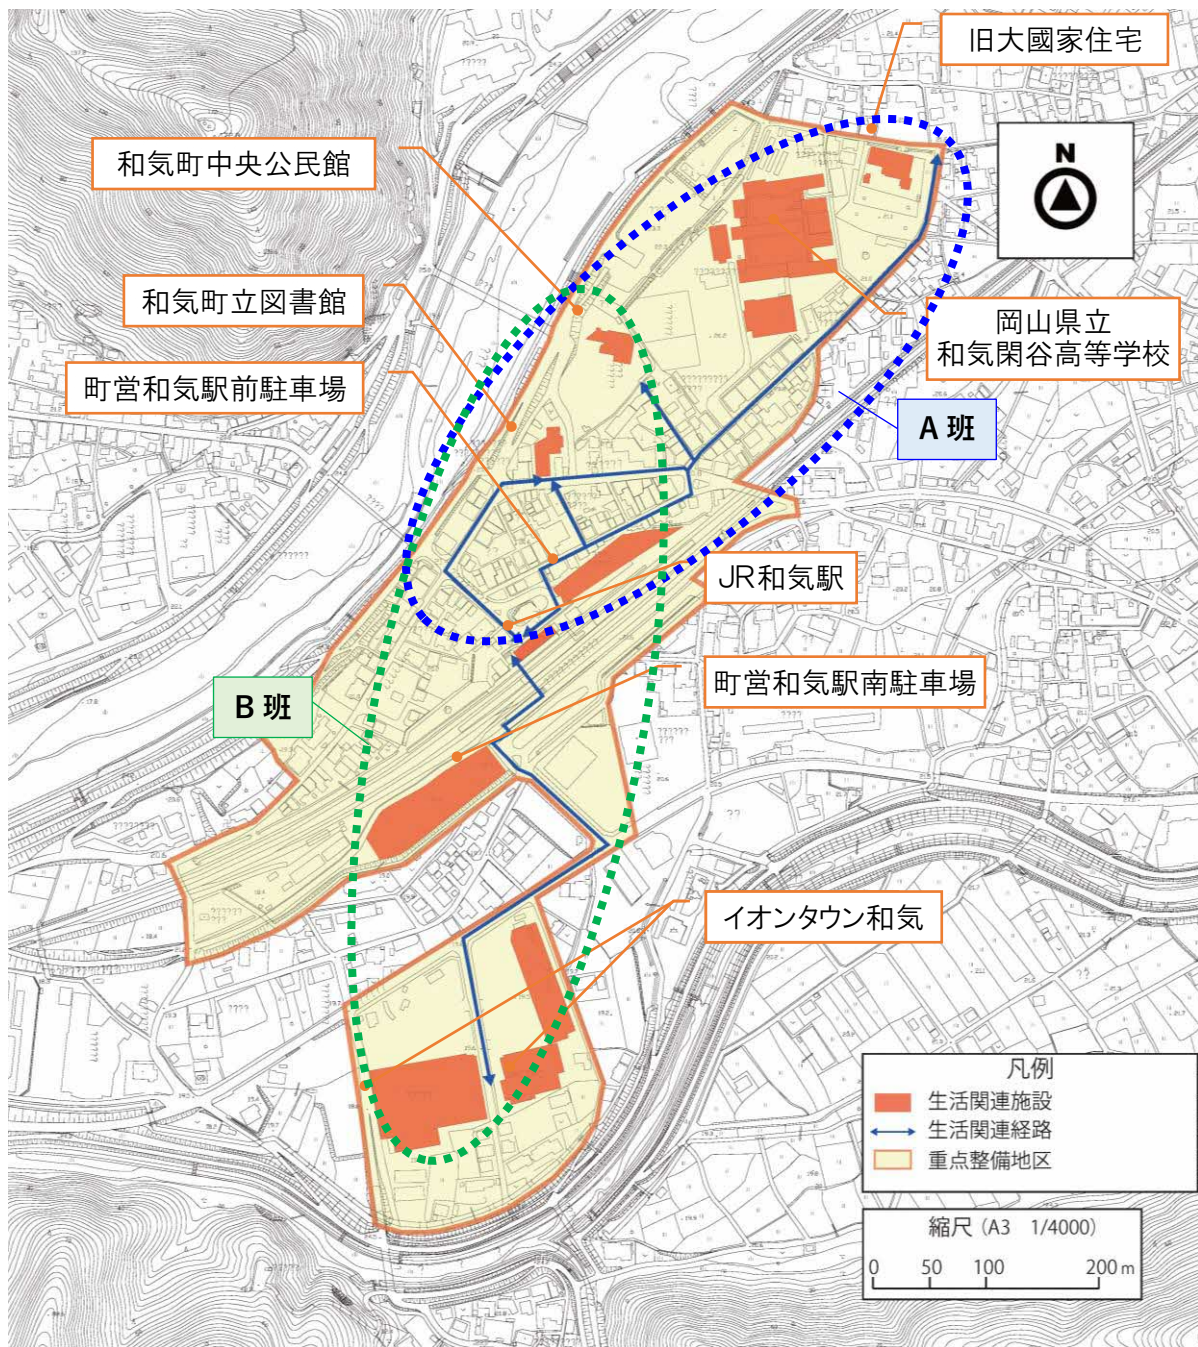 旧大國家住宅
和気町中央公民館
N
和気町立図書館
岡山県立
和気閑谷高等学校
町営和気駅前駐車場
A 班
JR和気駅
町営和気駅南駐車場
B 班
イオンタウン和気
凡例
生活関連施設
生活関連経路
重点整備地区
縮尺 (A3 1/4000)
0 50 100 200 m